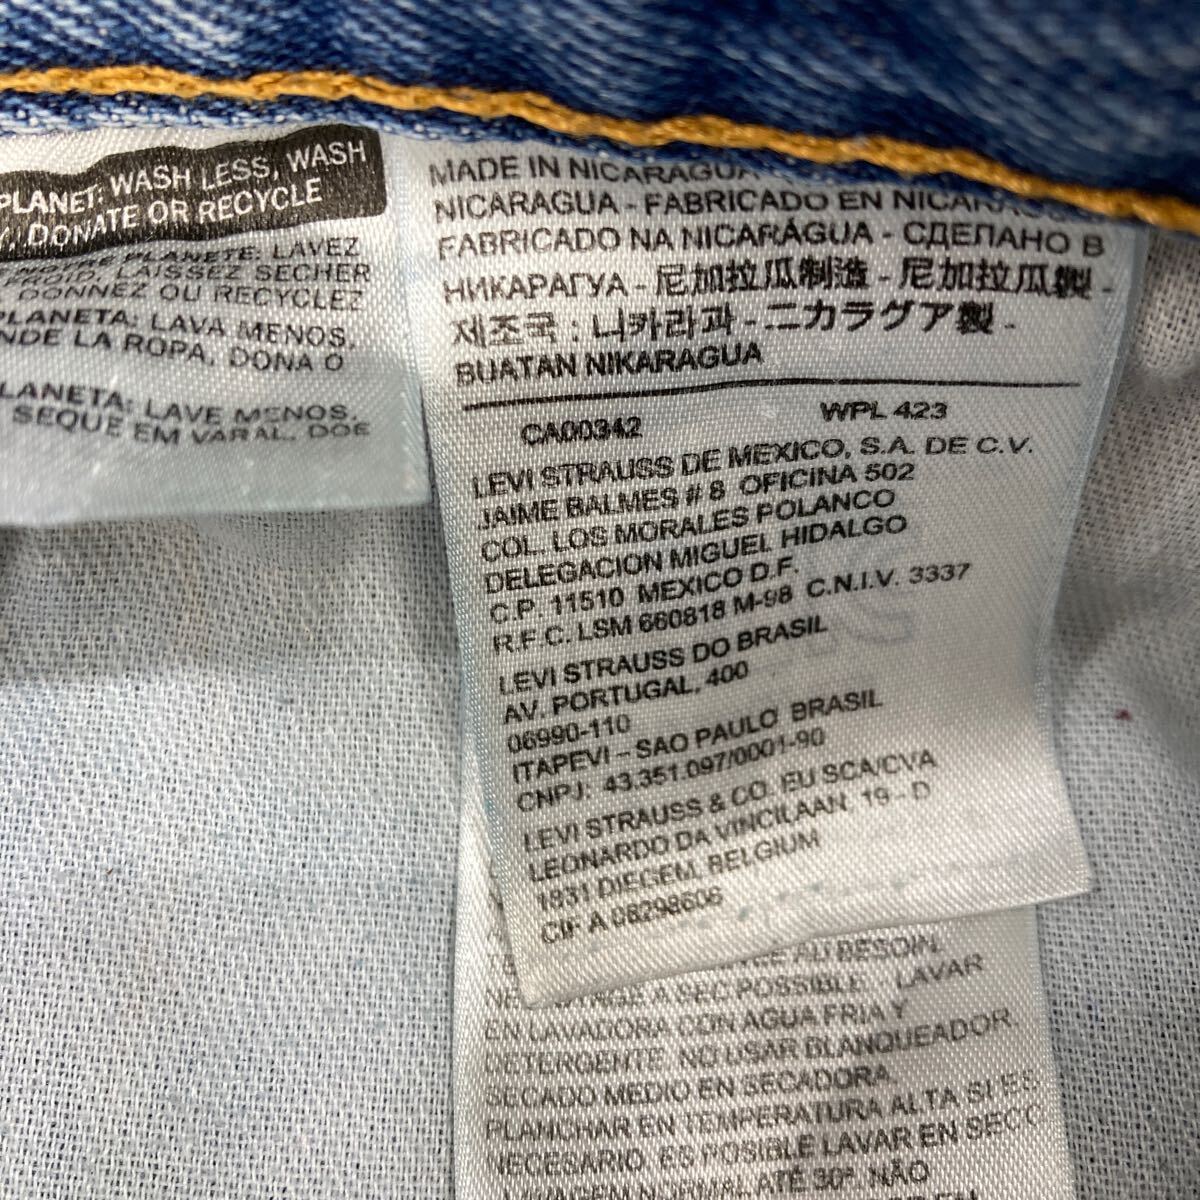 PLANET: WASH LESS, WASH
DONATE OR RECYCLE
PLANETE: LAVEZ
FROID, LAISSEZ SECHER
DONNEZ OU RECYCLEZ
PLANETA: LAVA MENOS,
LA ROPA, DONA O
LAVE MENOS.
SEQUE EM VARAL. DOE
MADE IN NICARAGUA
NICARAGUA - FABRICADO EN
FABRICADO NA NICARÁGUA - СДЕЛАНО В
НИКАРАГУА - 尼加拉瓜制造 - 尼加拉瓜製 -
제조국 : 니카라과 - ニカラグア製 -
BUATAN NIKARAGUA
CA00342 WPL 423
LEVI STRAUSS DE MEXICO, S.A. DE C.V.
JAIME BALMES # 8 OFICINA 502
COL. LOS MORALES POLANCO
DELEGACION MIGUEL HIDALGO
C.P. 11510 MEXICO D.F.
R.F.C. LSM 660818 M-98 C.N.I.V. 3337
LEVI STRAUSS DO BRASIL
AV. PORTUGAL, 400
06990-110
ITAPEVI – SAO PAULO BRASIL
CNPJ: 43.351.097/0001-90
LEVI STRAUSS & CO. EU SCA/CVA
LEONARDO DA VINCILAAN 19 - D
1831 DIEGEM, BELGIUM
CIF A 08298606
AU BESOIN.
A SEC POSSIBLE. LAVAR
EN LAVADORA CON AGUA FRIA Y
DETERGENTE. NO USAR BLANQUEADOR.
SECADO MEDIO EN SECADORA.
PLANCHAR EN TEMPERATURA ALTA SI ES
NECESARIO. ES POSIBLE LAVAR EN SECO
LAVAGEM NORMAL ATÉ 30º. NÃO